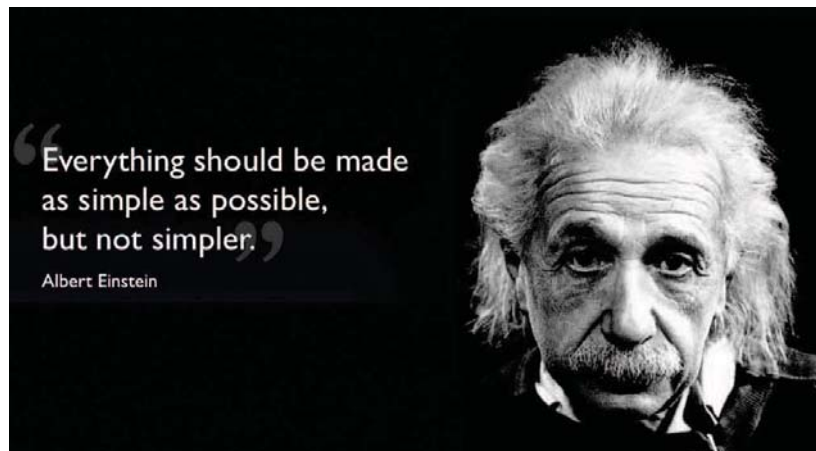 “Everything should be made
as simple as possible,
but not simpler.”
Albert Einstein